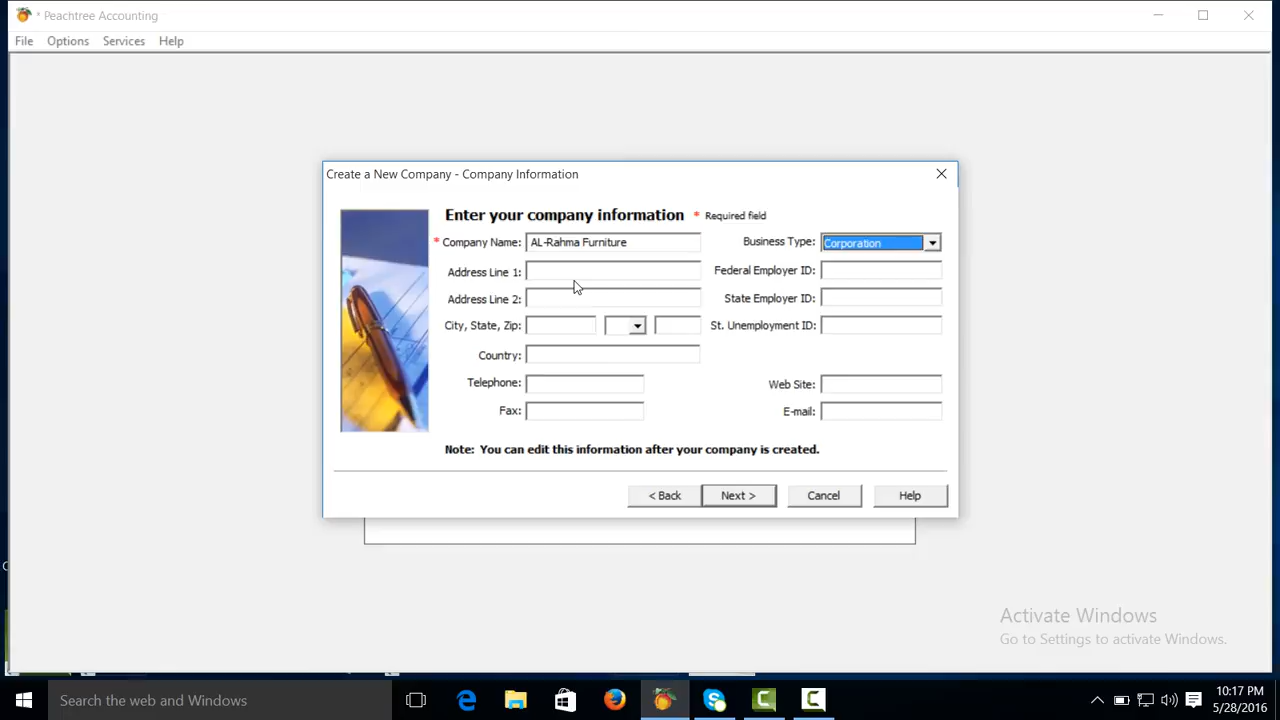 * Peachtree Accounting
File Options Services Help
Create a New Company - Company Information
Enter your company information * Required field
* Company Name: AL-Rahma Furniture Business Type: Corporation
Address Line 1: Federal Employer ID:
Address Line 2: State Employer ID:
City, State, Zip: St. Unemployment ID:
Country:
Telephone: Web Site:
Fax: E-mail:
Note: You can edit this information after your company is created.
< Back Next > Cancel Help
Activate Windows
Go to Settings to activate Windows.
Search the web and Windows
10:17 PM
5/28/2016